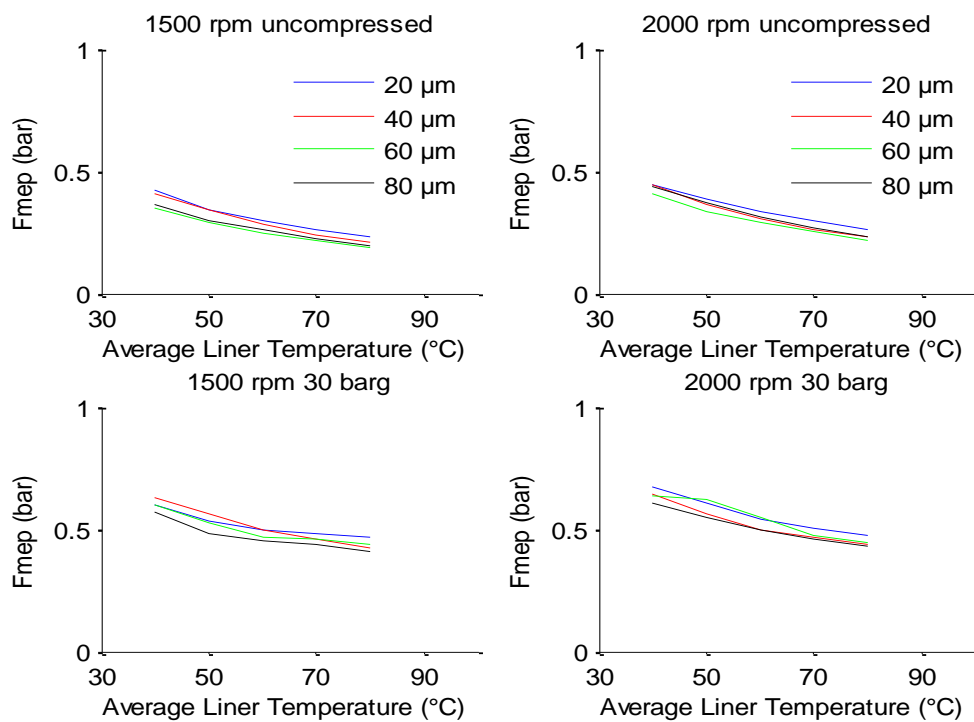 1500 rpm uncompressed
1
0.5
0
Fmep (bar)
20 µm
40 µm
60 µm
80 µm
30 50 70 90
Average Liner Temperature (°C)
2000 rpm uncompressed
1
0.5
0
Fmep (bar)
20 µm
40 µm
60 µm
80 µm
30 50 70 90
Average Liner Temperature (°C)
1500 rpm 30 barg
1
0.5
0
Fmep (bar)
30 50 70 90
Average Liner Temperature (°C)
2000 rpm 30 barg
1
0.5
0
Fmep (bar)
30 50 70 90
Average Liner Temperature (°C)